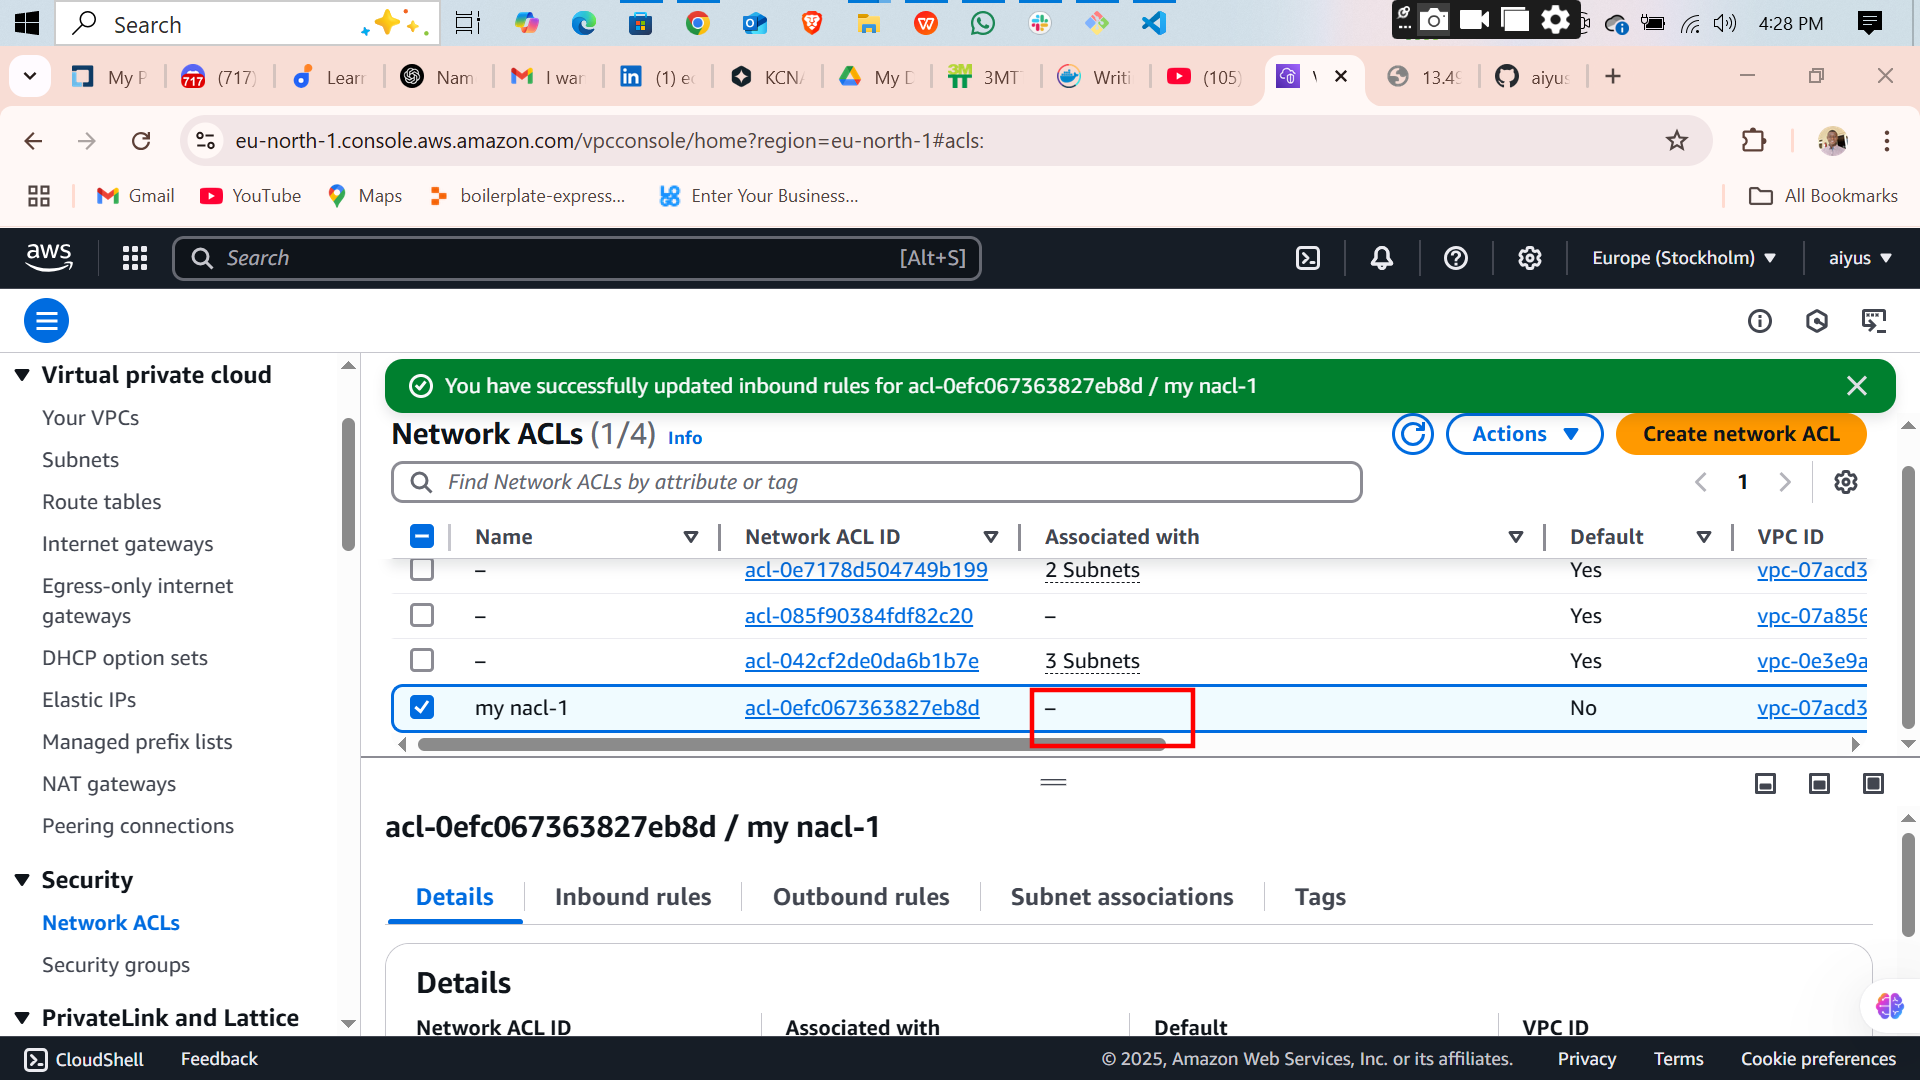 Search
4:28 PM
My P
717
(717)
Learn
Nam
I war
(1) ec
KCNA
My D
3MT
Writi
(105)
13.49
aiyus
eu-north-1.console.aws.amazon.com/vpcconsole/home?region=eu-north-1#acls:
Gmail
YouTube
Maps
boilerplate-express...
Enter Your Business...
All Bookmarks
aws
Search
[Alt+S]
Europe (Stockholm)
aiyus
Virtual private cloud
Your VPCs
Subnets
Route tables
Internet gateways
Egress-only internet
gateways
DHCP option sets
Elastic IPs
Managed prefix lists
NAT gateways
Peering connections
Security
Network ACLs
Security groups
PrivateLink and Lattice
You have successfully updated inbound rules for acl-0efc067363827eb8d / my nacl-1
Network ACLs (1/4) Info
Actions
Create network ACL
Find Network ACLs by attribute or tag
1
Name Network ACL ID Associated with Default VPC ID
– acl-0e7178d504749b199 2 Subnets Yes vpc-07acd3
– acl-085f90384fdf82c20 – Yes vpc-07a856
– acl-042cf2de0da6b1b7e 3 Subnets Yes vpc-0e3e9a
my nacl-1 acl-0efc067363827eb8d – No vpc-07acd3
acl-0efc067363827eb8d / my nacl-1
Details Inbound rules Outbound rules Subnet associations Tags
Details
Network ACL ID Associated with Default VPC ID
CloudShell Feedback © 2025, Amazon Web Services, Inc. or its affiliates. Privacy Terms Cookie preferences